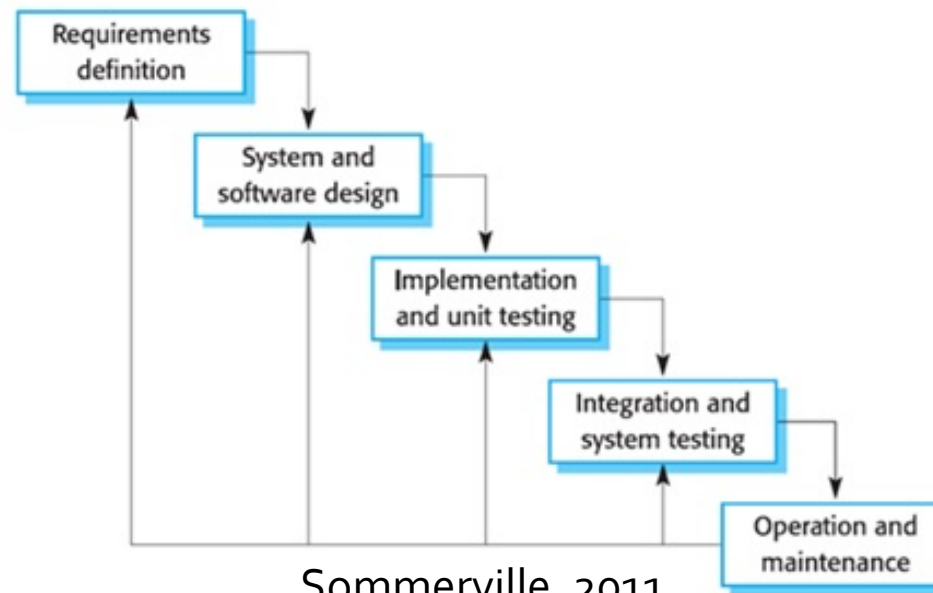 Requirements
definition
System and
software design
Implementation
and unit testing
Integration and
system testing
Operation and
maintenance
Sommerville, 2011